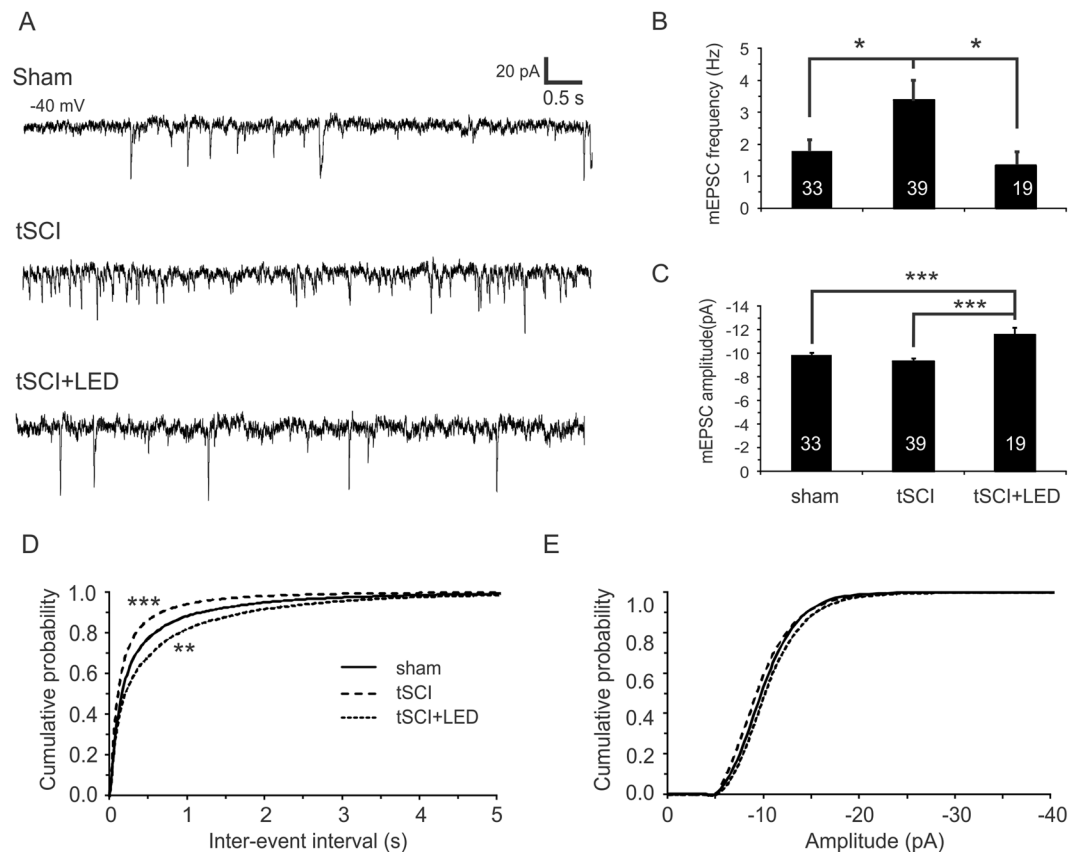 A
Sham
-40 mV
20 pA
0.5 s
tSCI
tSCI+LED
B
mEPSC frequency (Hz)
5
4
3
2
1
0
* *
33 39 19
C
mEPSC amplitude(pA)
-14
-12
-10
-8
-6
-4
-2
0
***
***
33 39 19
sham tSCI tSCI+LED
D
Cumulative probability
1.0
0.8
0.6
0.4
0.2
0.0
***
**
sham
tSCI
tSCI+LED
0 1 2 3 4 5
Inter-event interval (s)
E
Cumulative probability
1.0
0.8
0.6
0.4
0.2
0.0
0 -10 -20 -30 -40
Amplitude (pA)